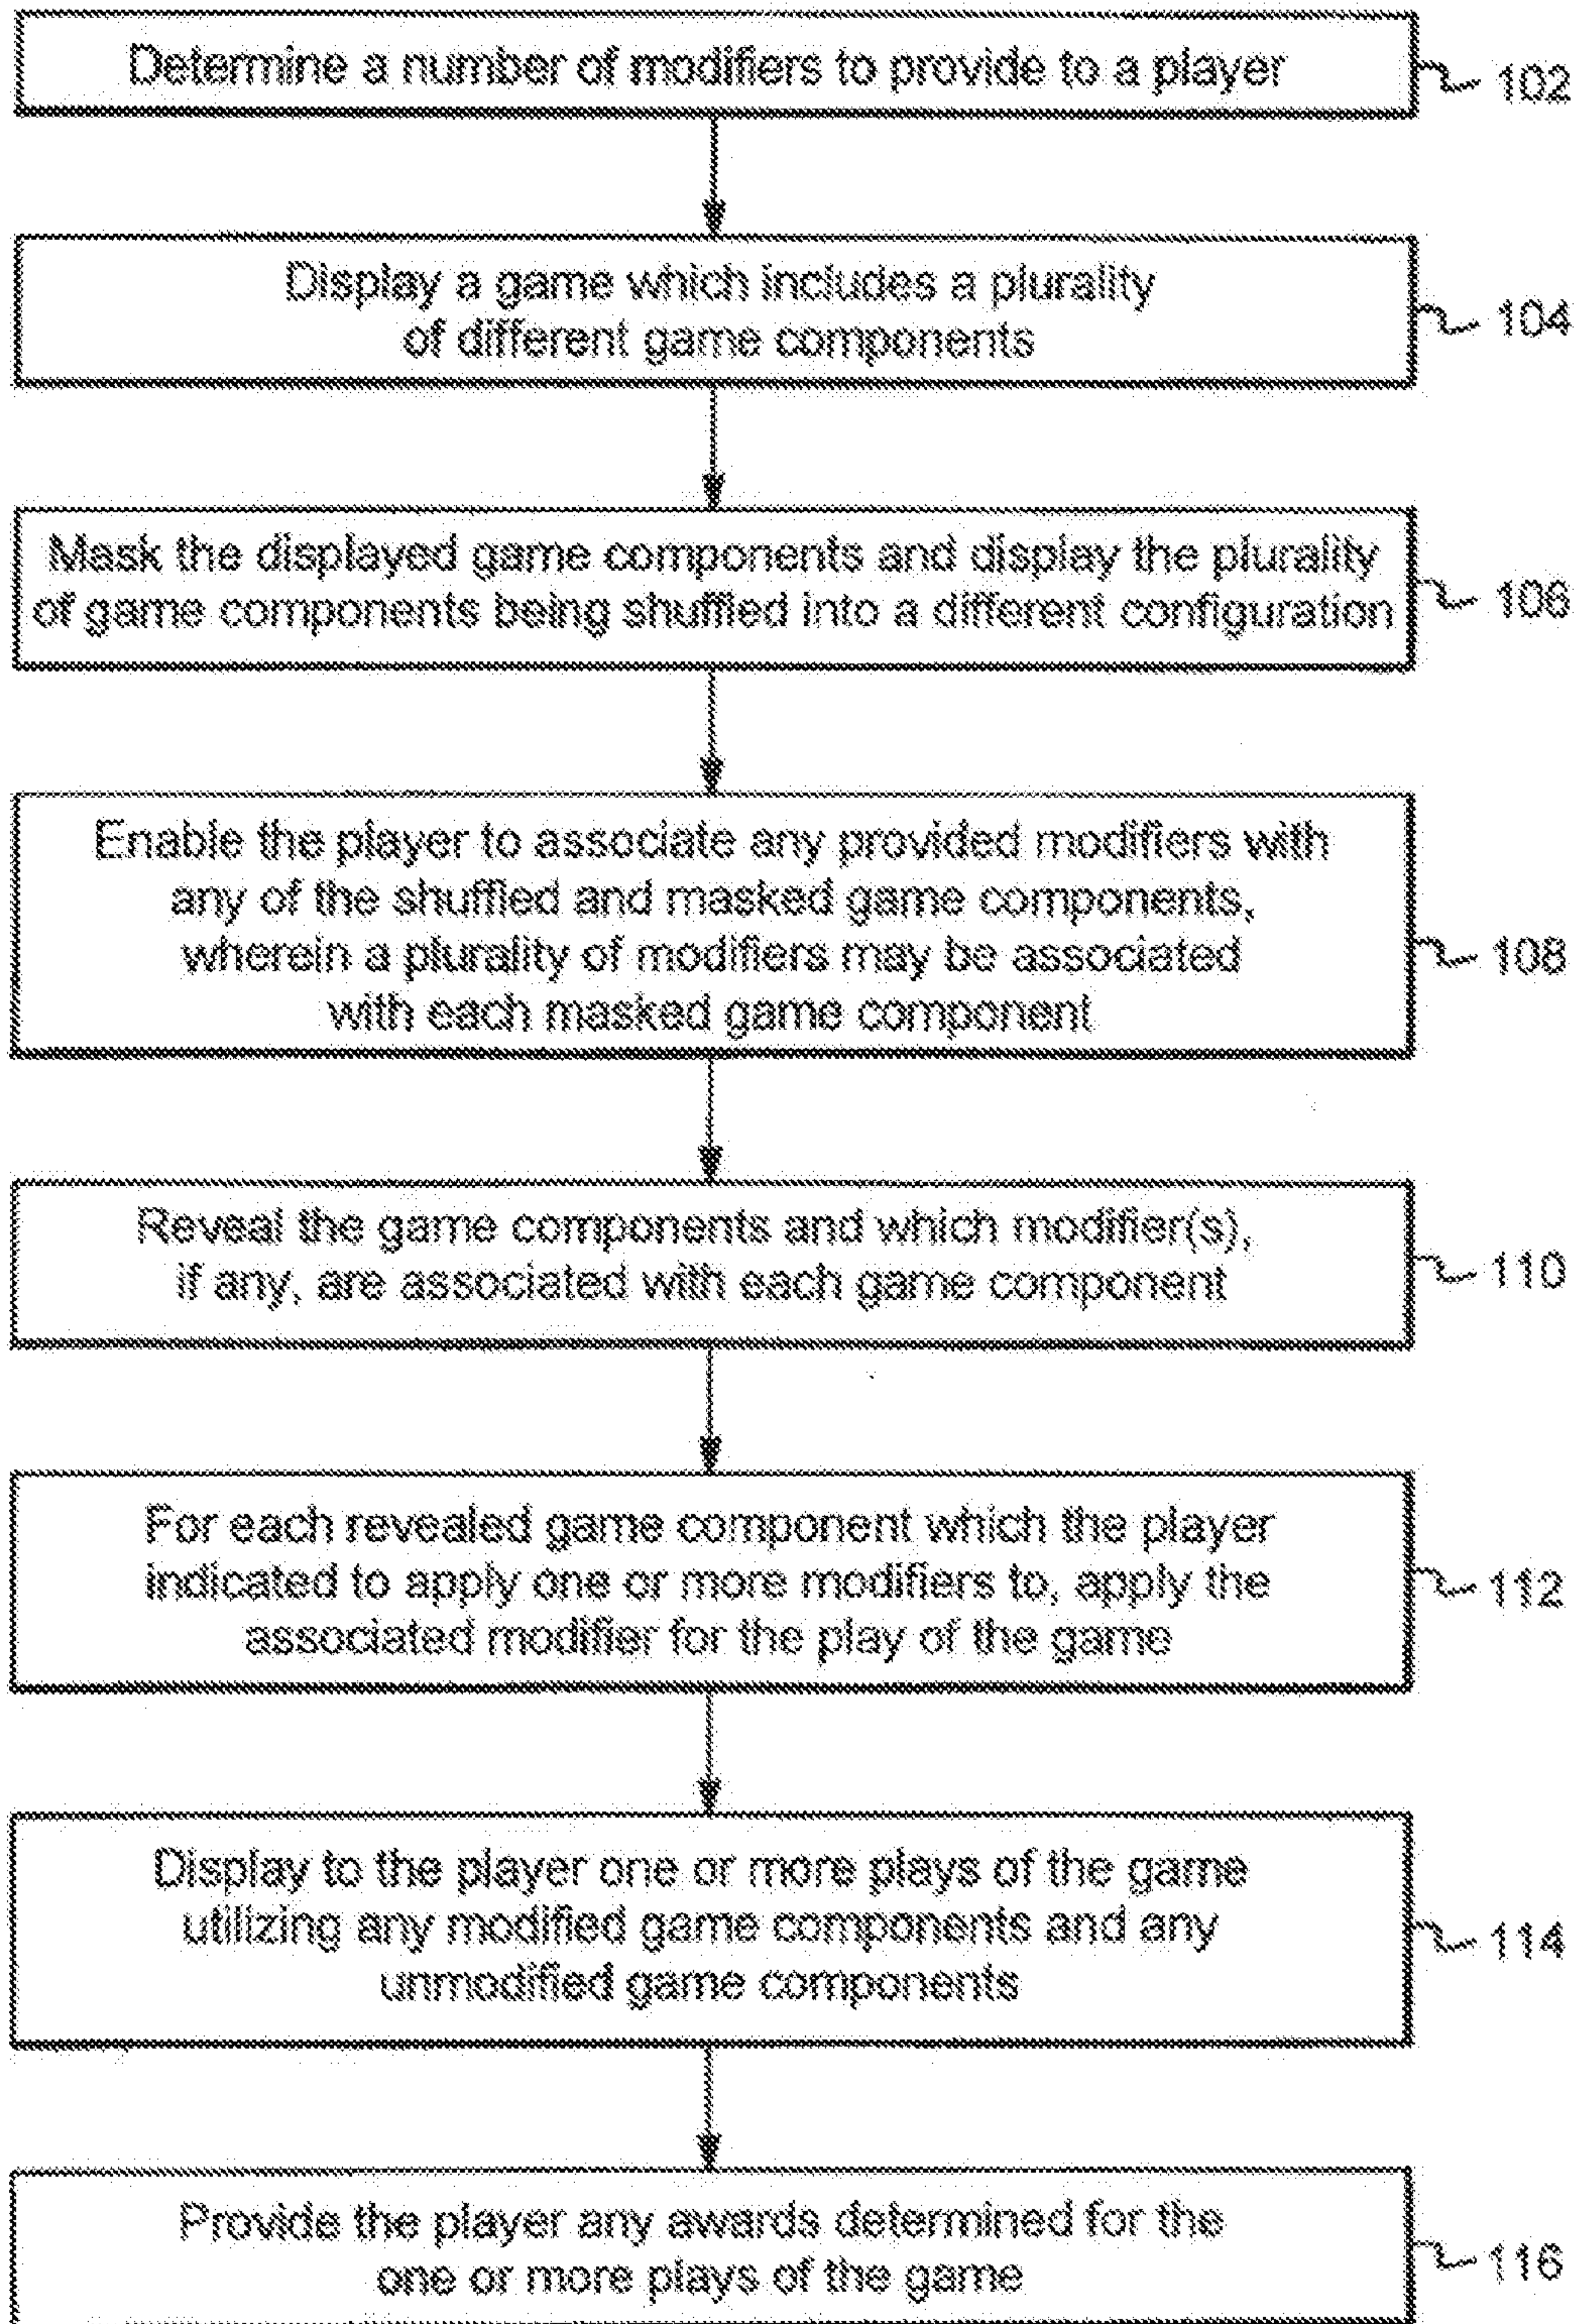 Determine a number of modifiers to provide to a player
102
Display a game which includes a plurality
of different game components
104
Mask the displayed game components and display the plurality
of game components being shuffled into a different configuration
106
Enable the player to associate any provided modifiers with
any of the shuffled and masked game components,
wherein a plurality of modifiers may be associated
with each masked game component
108
Reveal the game components and which modifier(s),
if any, are associated with each game component
110
For each revealed game component which the player
indicated to apply one or more modifiers to, apply the
associated modifier for the play of the game
112
Display to the player one or more plays of the game
utilizing any modified game components and any
unmodified game components
114
Provide the player any awards determined for the
one or more plays of the game
116